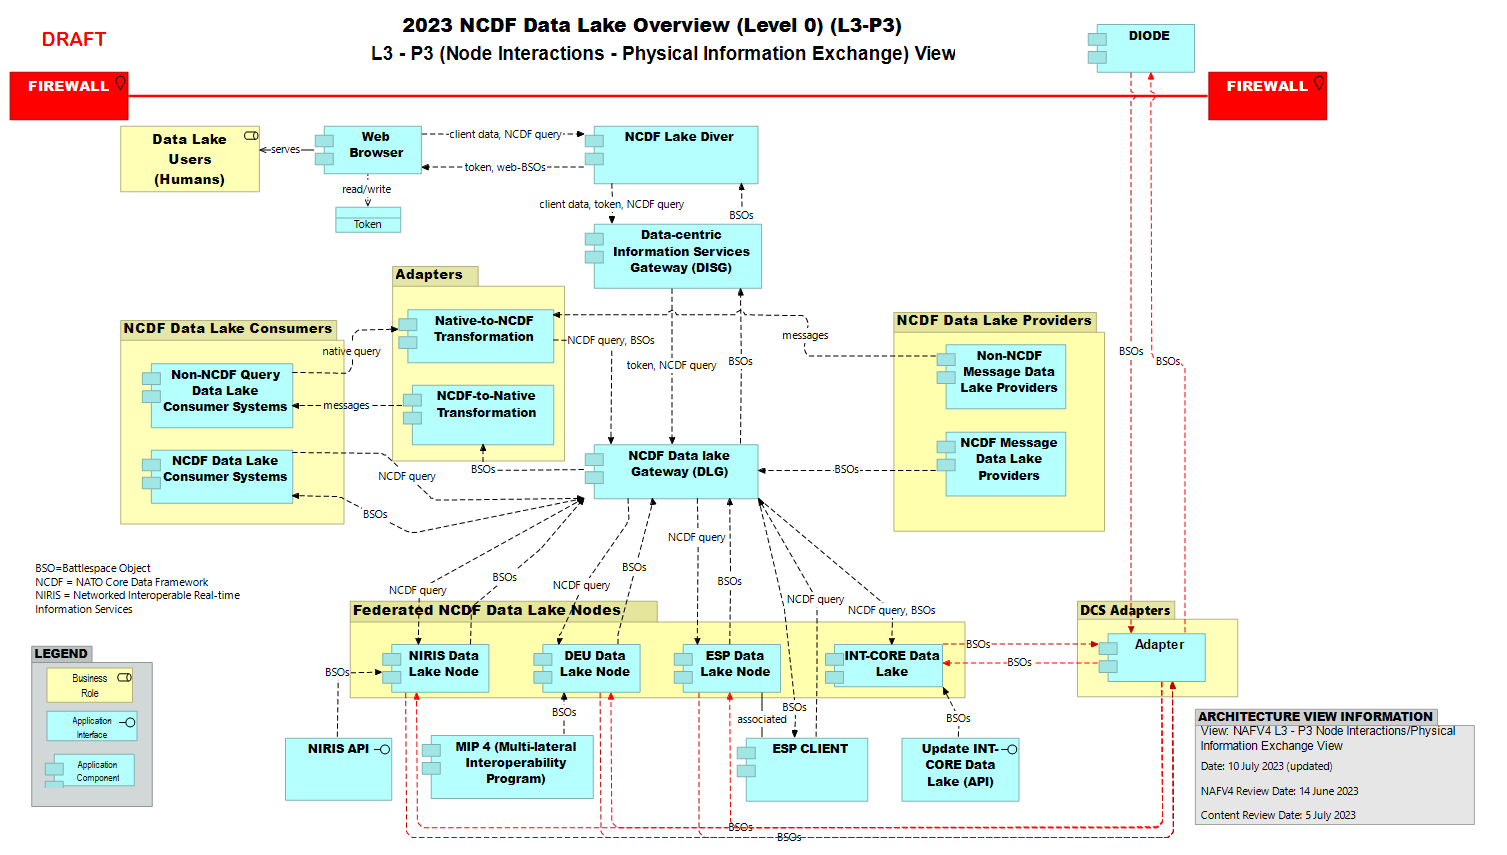 2023 NCDF Data Lake Overview (Level 0) (L3-P3)
L3 - P3 (Node Interactions - Physical Information Exchange) View
DRAFT
DIODE
FIREWALL
FIREWALL
Data Lake
Users
(Humans)
serves
Web
Browser
client data, NCDF query
token, web-BSOs
NCDF Lake Diver
read/write
Token
client data, token, NCDF query
BSOs
Data-centric
Information Services
Gateway (DISG)
Adapters
Native-to-NCDF
Transformation
NCDF query, BSOs
NCDF-to-Native
Transformation
NCDF Data Lake Consumers
native query
Non-NCDF Query
Data Lake
Consumer Systems
messages
NCDF Data Lake
Consumer Systems
NCDF query
BSOs
BSOs
token, NCDF query
BSOs
messages
NCDF Data Lake Providers
Non-NCDF
Message Data
Lake Providers
NCDF Message
Data Lake
Providers
BSOs
BSOs
BSOs
NCDF Data lake
Gateway (DLG)
NCDF query
BSOs
NCDF query
BSOs
NCDF query
BSOs
NCDF query
NCDF query, BSOs
BSO=Battlespace Object
NCDF = NATO Core Data Framework
NIRIS = Networked Interoperable Real-time
Information Services
Federated NCDF Data Lake Nodes
NIRIS Data
Lake Node
DEU Data
Lake Node
ESP Data
Lake Node
INT-CORE Data
Lake
BSOs
BSOs
DCS Adapters
Adapter
BSOs
BSOs
associated
BSOs
BSOs
NIRIS API
MIP 4 (Multi-lateral
Interoperability
Program)
ESP CLIENT
Update INT-
CORE Data
Lake (API)
BSOs
BSOs
LEGEND
Business
Role
Application
Interface
Application
Component
ARCHITECTURE VIEW INFORMATION
View: NAFV4 L3 - P3 Node Interactions/Physical
Information Exchange View
Date: 10 July 2023 (updated)
NAFV4 Review Date: 14 June 2023
Content Review Date: 5 July 2023